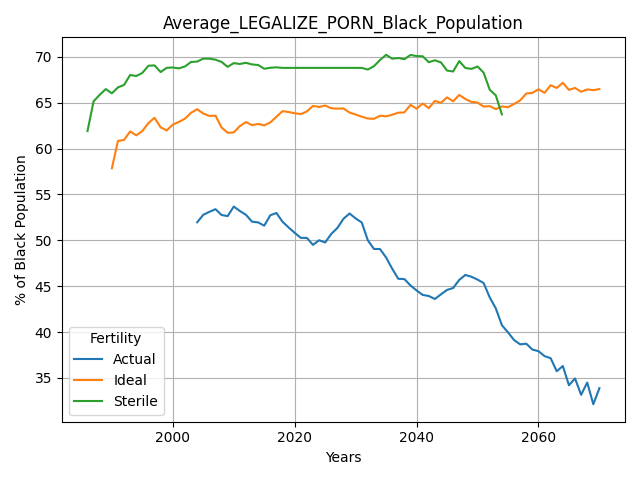 Average_LEGALIZE_PORN_Black_Population
% of Black Population
70
65
60
55
50
45
40
35
Fertility
Actual
Ideal
Sterile
2000
2020
2040
2060
Years